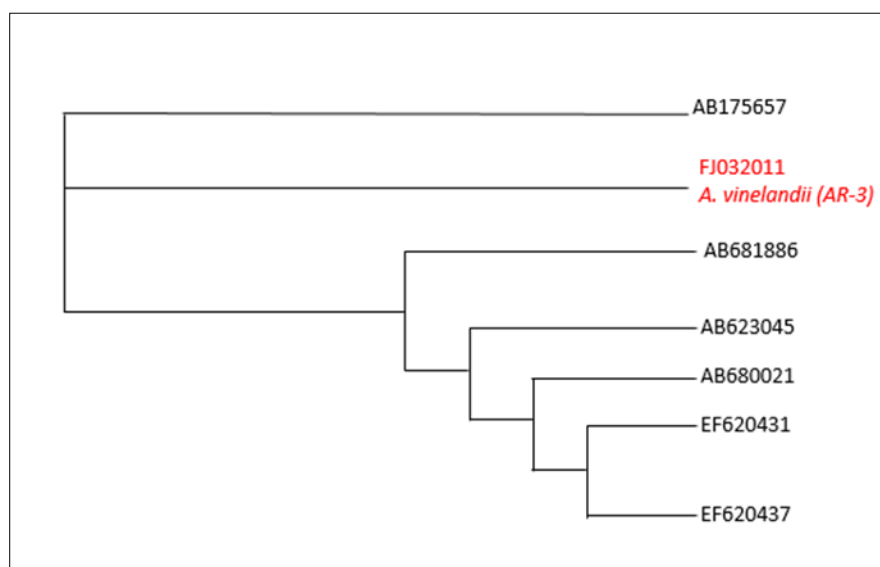 AB175657
FJ032011
A. vinelandii (AR-3)
AB681886
AB623045
AB680021
EF620431
EF620437